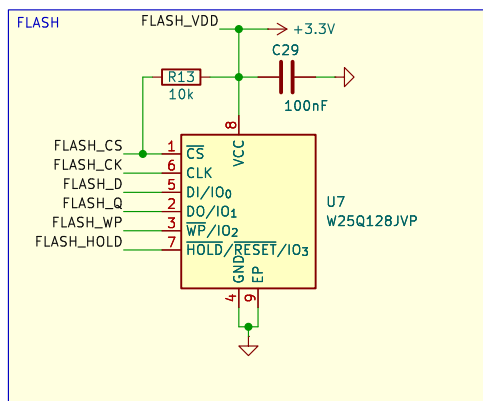 FLASH
FLASH_VDD
+3.3V
C29
100nF
R13
10k
8
VCC
FLASH_CS 1 CS
FLASH_CK 6 CLK
FLASH_D 5 DI/IO0
FLASH_Q 2 DO/IO1
FLASH_WP 3 WP/IO2
FLASH_HOLD 7 HOLD/RESET/IO3
U7
W25Q128JVP
GND
EP
4
9